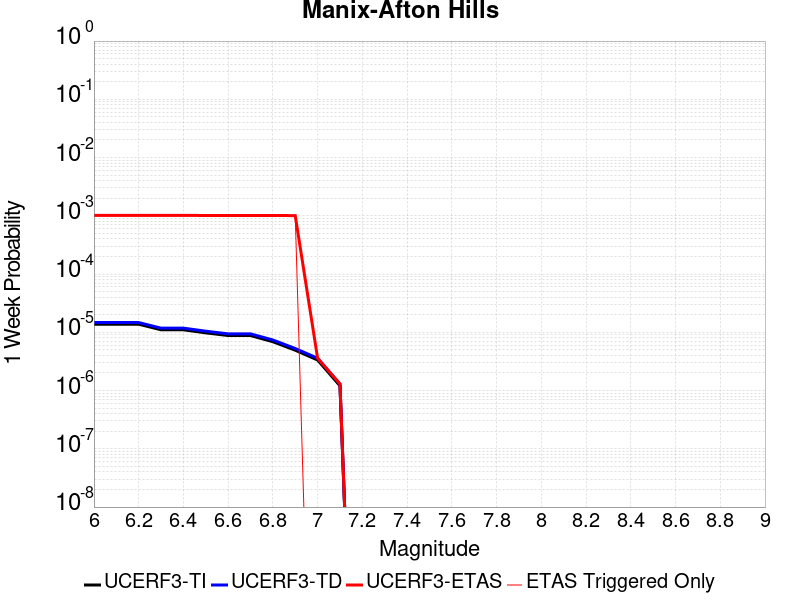 Manix-Afton Hills
1 Week Probability
10^0
10^-1
10^-2
10^-3
10^-4
10^-5
10^-6
10^-7
10^-8
6 6.2 6.4 6.6 6.8 7 7.2 7.4 7.6 7.8 8 8.2 8.4 8.6 8.8 9
Magnitude
UCERF3-TI UCERF3-TD UCERF3-ETAS ETAS Triggered Only